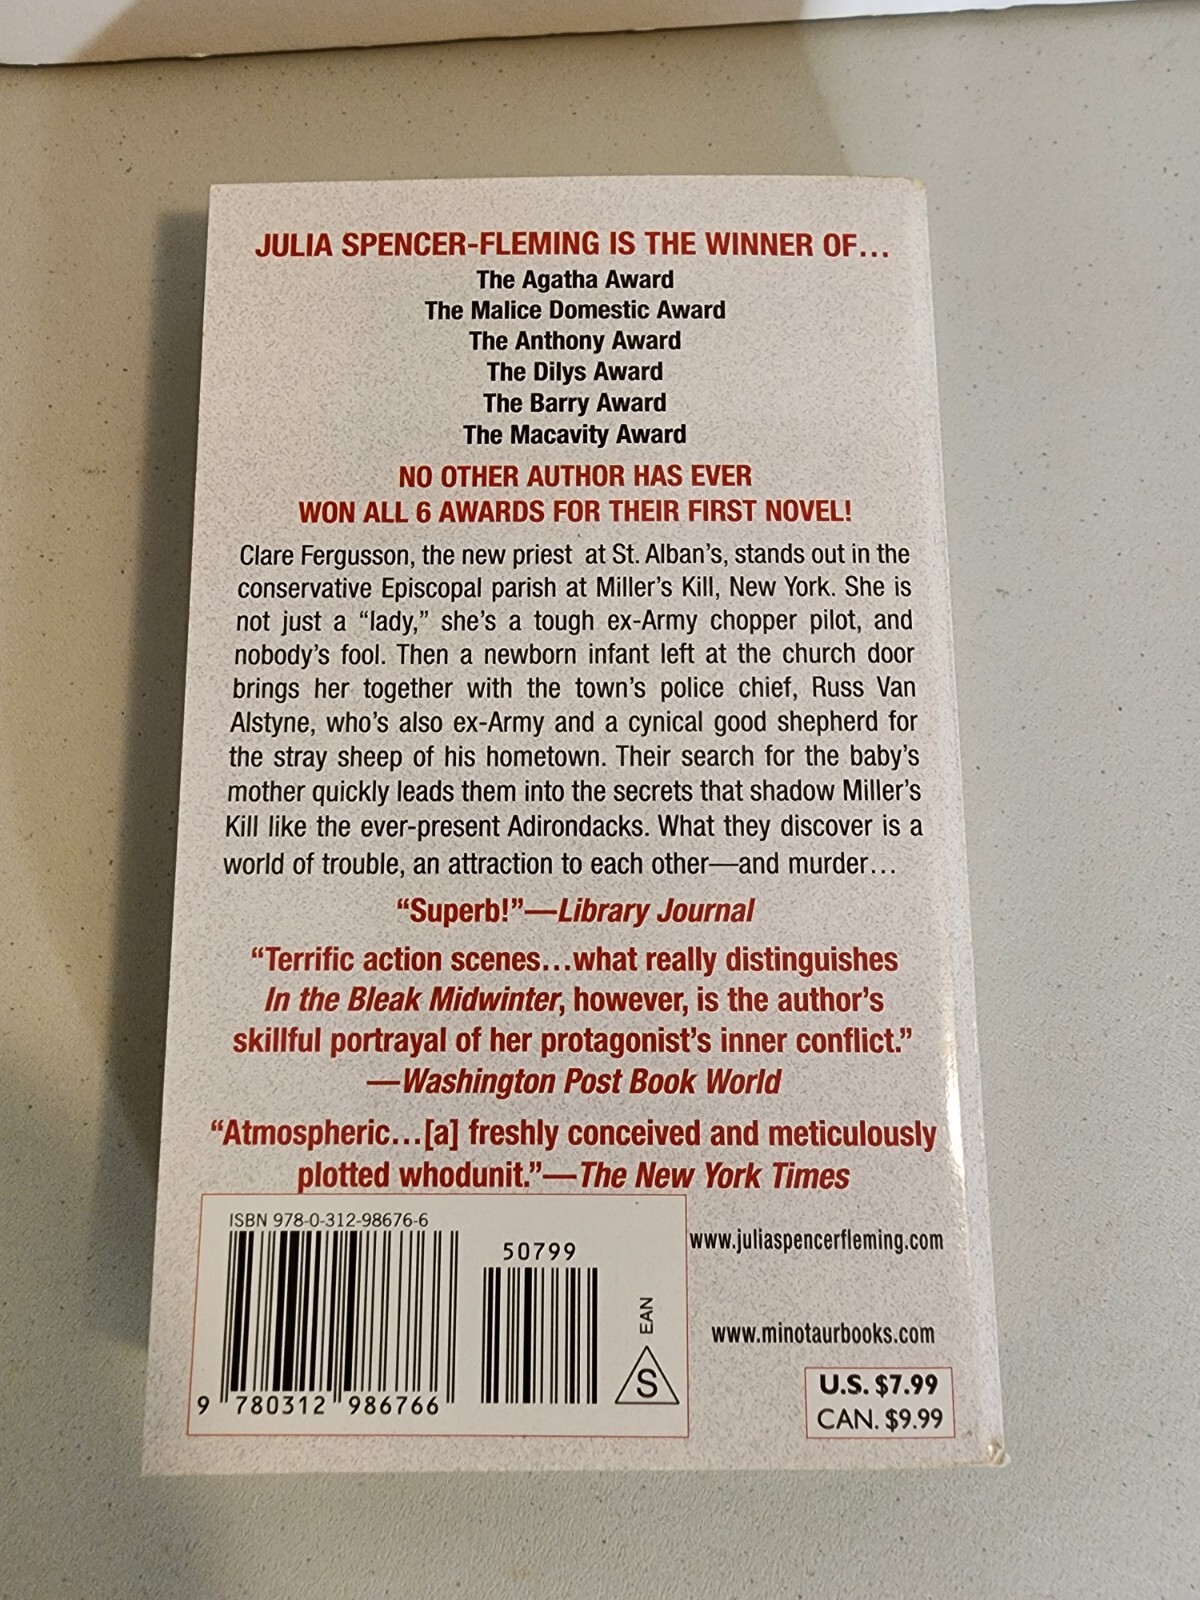 JULIA SPENCER-FLEMING IS THE WINNER OF...
The Agatha Award
The Malice Domestic Award
The Anthony Award
The Dilys Award
The Barry Award
The Macavity Award
NO OTHER AUTHOR HAS EVER
WON ALL 6 AWARDS FOR THEIR FIRST NOVEL!
Clare Fergusson, the new priest at St. Alban's, stands out in the
conservative Episcopal parish at Miller's Kill, New York. She is
not just a “lady,” she's a tough ex-Army chopper pilot, and
nobody's fool. Then a newborn infant left at the church door
brings her together with the town's police chief, Russ Van
Alstyne, who's also ex-Army and a cynical good shepherd for
the stray sheep of his hometown. Their search for the baby's
mother quickly leads them into the secrets that shadow Miller's
Kill like the ever-present Adirondacks. What they discover is a
world of trouble, an attraction to each other—and murder...
“Superb!”—Library Journal
“Terrific action scenes...what really distinguishes
In the Bleak Midwinter, however, is the author's
skillful portrayal of her protagonist's inner conflict.”
—Washington Post Book World
“Atmospheric...[a] freshly conceived and meticulously
plotted whodunit.”—The New York Times
ISBN 978-0-312-98676-6
50799
9 780312 986766
EAN
S
www.juliaspencerfleming.com
www.minotaurbooks.com
U.S. $7.99
CAN. $9.99